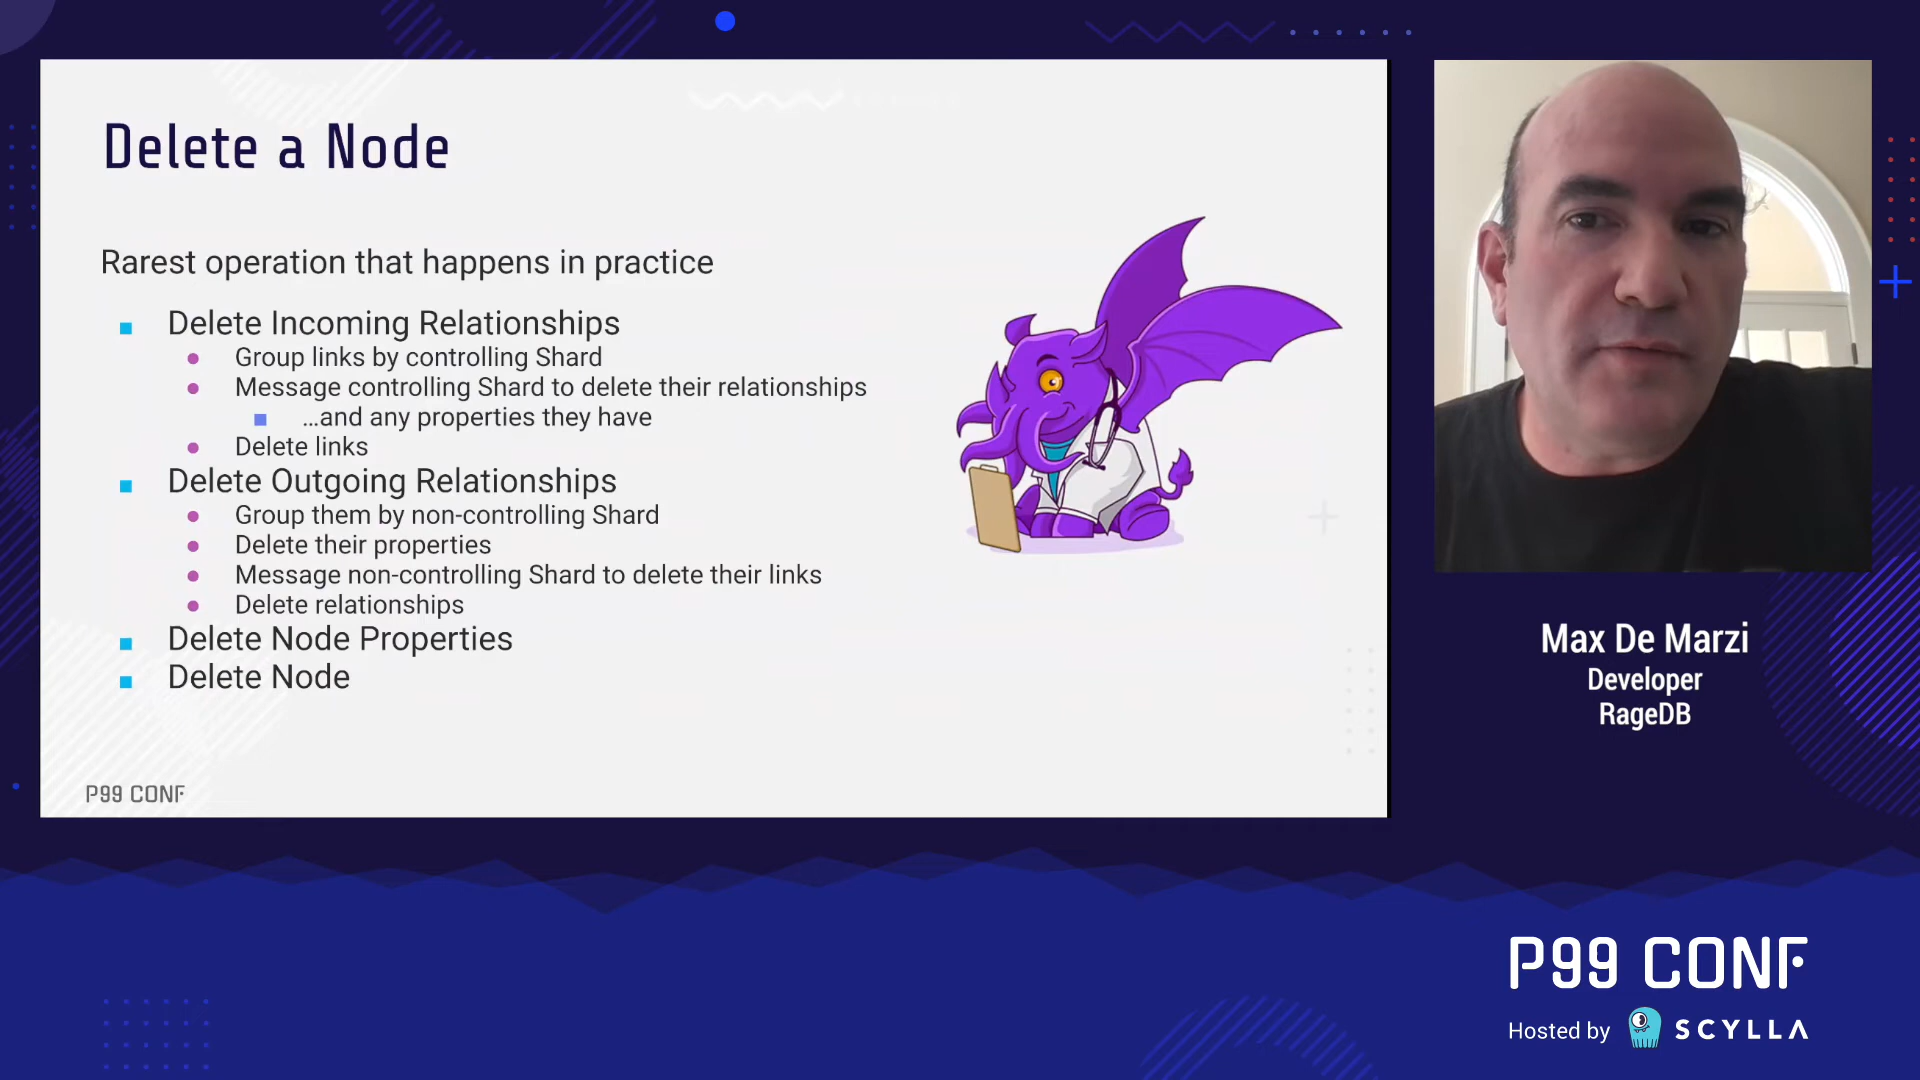 Delete a Node
Rarest operation that happens in practice
Delete Incoming Relationships
Group links by controlling Shard
Message controlling Shard to delete their relationships
...and any properties they have
Delete links
Delete Outgoing Relationships
Group them by non-controlling Shard
Delete their properties
Message non-controlling Shard to delete their links
Delete relationships
Delete Node Properties
Delete Node
P99 CONF
Max De Marzi
Developer
RageDB
P99 CONF
Hosted by SCYLLA